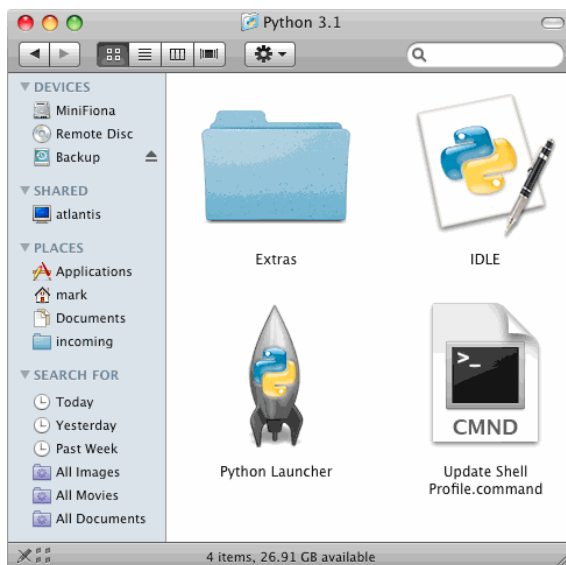 Python 3.1
DEVICES
MiniFiona
Remote Disc
Backup
SHARED
atlantis
PLACES
Applications
mark
Documents
incoming
SEARCH FOR
Today
Yesterday
Past Week
All Images
All Movies
All Documents
Extras
IDLE
Python Launcher
>_
CMND
Update Shell
Profile.command
4 items, 26.91 GB available